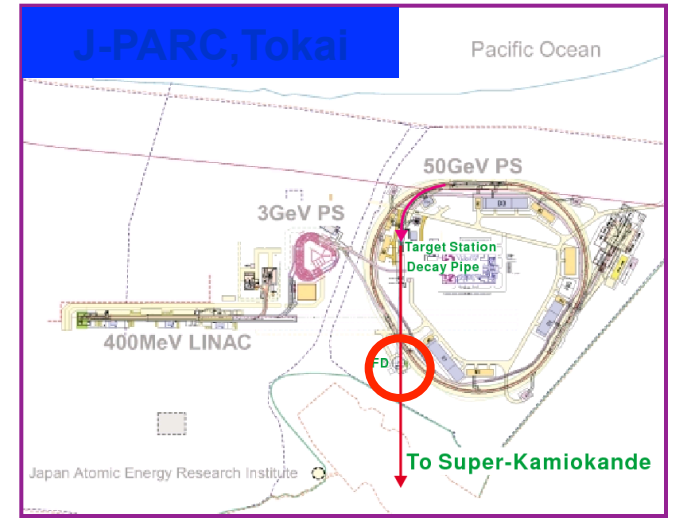 J-PARC,Tokai
Pacific Ocean
50GeV PS
3GeV PS
Target Station
Decay Pipe
400MeV LINAC
FD
To Super-Kamiokande
Japan Atomic Energy Research Institute